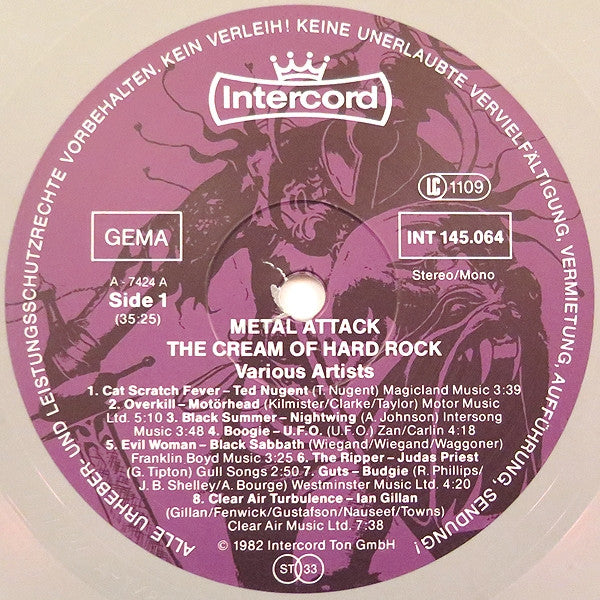 ALLE URHEBER- UND LEISTUNGSSCHUTZRECHTE VORBEHALTEN. KEIN VERLEIH! KEINE UNERLAUBTE VERVIELFÄLTIGUNG, VERMIETUNG, AUFFÜHRUNG, SENDUNG!
Intercord
LC 1109
GEMA
INT 145.064
A - 7424 A
Stereo/Mono
Side 1
(35:25)
METAL ATTACK
THE CREAM OF HARD ROCK
Various Artists
1. Cat Scratch Fever – Ted Nugent (T. Nugent) Magicland Music 3:39
2. Overkill – Motörhead (Kilmister/Clarke/Taylor) Motor Music
Ltd. 5:10 3. Black Summer – Nightwing (A. Johnson) Intersong
Music 3:48 4. Boogie – U.F.O. (U.F.O.) Zan/Carlin 4:18
5. Evil Woman – Black Sabbath (Wiegand/Wiegand/Waggoner)
Franklin Boyd Music 3:25 6. The Ripper – Judas Priest
(G. Tipton) Gull Songs 2:50 7. Guts – Budgie (R. Phillips/
J. B. Shelley/A. Bourge) Westminster Music Ltd. 4:20
8. Clear Air Turbulence – Ian Gillan
(Gillan/Fenwick/Gustafson/Nauseef/Towns)
Clear Air Music Ltd. 7:38
© 1982 Intercord Ton GmbH
ST 33